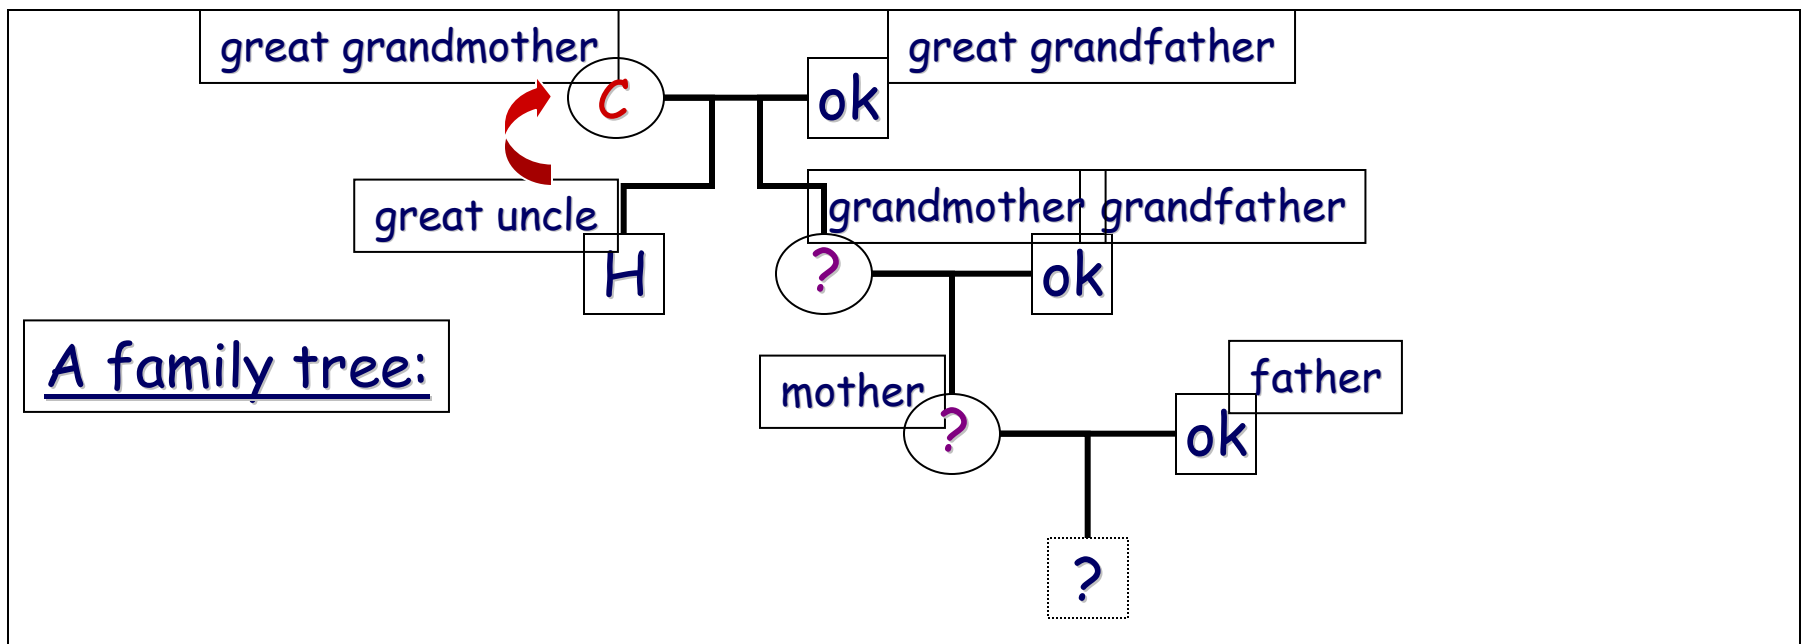 great grandmother
great grandfather
C
ok
great uncle
grandmother
grandfather
H
?
ok
A family tree:
mother
father
?
ok
?